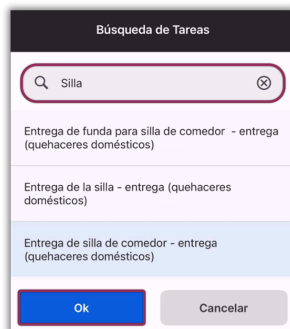 Búsqueda de Tareas
Silla
Entrega de funda para silla de comedor - entrega
(quehaceres domésticos)
Entrega de la silla - entrega (quehaceres
domésticos)
Entrega de silla de comedor - entrega
(quehaceres domésticos)
Ok
Cancelar